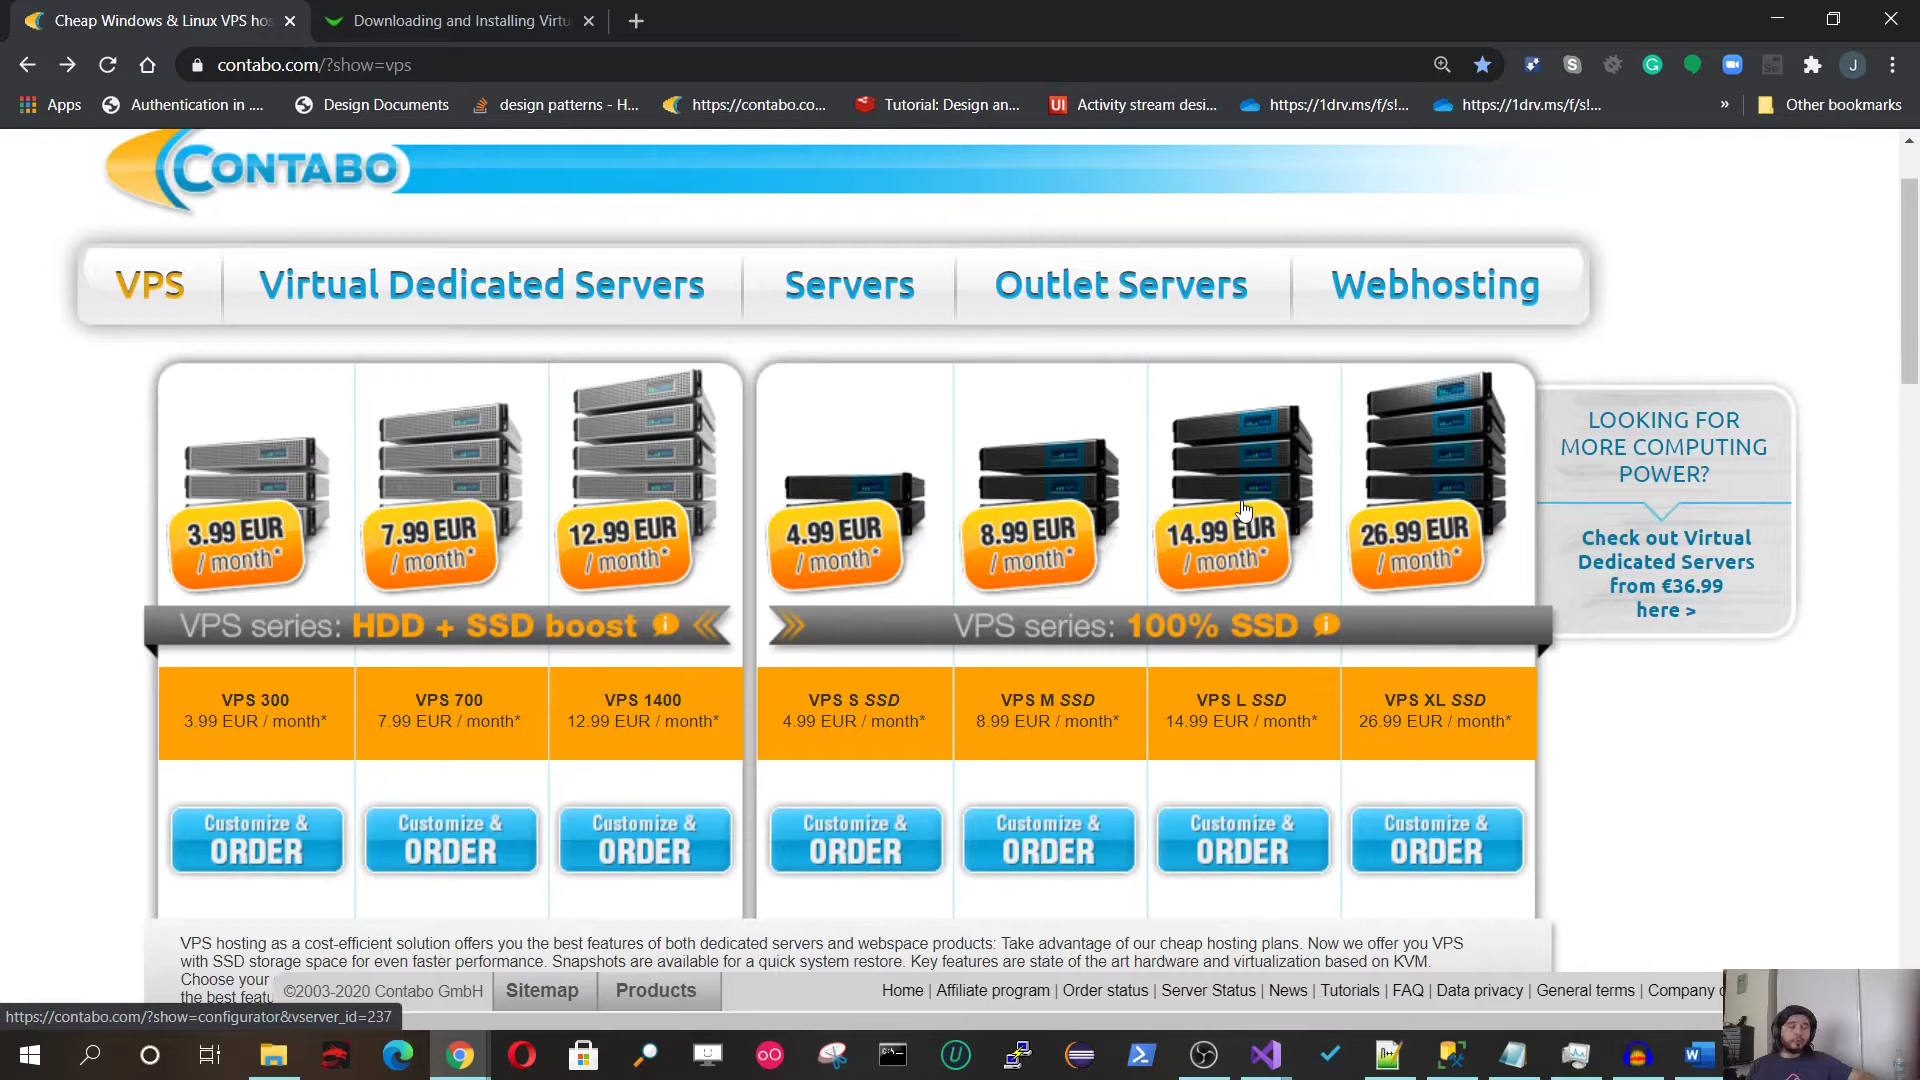 Cheap Windows & Linux VPS hos
Downloading and Installing Virtu
contabo.com/?show=vps
Apps
Authentication in ....
Design Documents
design patterns - H...
https://contabo.co...
Tutorial: Design an...
Activity stream desi...
https://1drv.ms/f/s!...
https://1drv.ms/f/s!...
Other bookmarks
CONTABO
VPS
Virtual Dedicated Servers
Servers
Outlet Servers
Webhosting
3.99 EUR
/ month*
7.99 EUR
/ month*
12.99 EUR
/ month*
4.99 EUR
/ month*
8.99 EUR
/ month*
14.99 EUR
/ month*
26.99 EUR
/ month*
LOOKING FOR
MORE COMPUTING
POWER?
Check out Virtual
Dedicated Servers
from €36.99
here >
VPS series: HDD + SSD boost
VPS series: 100% SSD
VPS 300
3.99 EUR / month*
VPS 700
7.99 EUR / month*
VPS 1400
12.99 EUR / month*
VPS S SSD
4.99 EUR / month*
VPS M SSD
8.99 EUR / month*
VPS L SSD
14.99 EUR / month*
VPS XL SSD
26.99 EUR / month*
Customize &
ORDER
Customize &
ORDER
Customize &
ORDER
Customize &
ORDER
Customize &
ORDER
Customize &
ORDER
Customize &
ORDER
VPS hosting as a cost-efficient solution offers you the best features of both dedicated servers and webspace products: Take advantage of our cheap hosting plans. Now we offer you VPS
with SSD storage space for even faster performance. Snapshots are available for a quick system restore. Key features are state of the art hardware and virtualization based on KVM.
Choose your
the best featu
©2003-2020 Contabo GmbH
Sitemap
Products
Home | Affiliate program | Order status | Server Status | News | Tutorials | FAQ | Data privacy | General terms | Company
https://contabo.com/?show=configurator&vserver_id=237